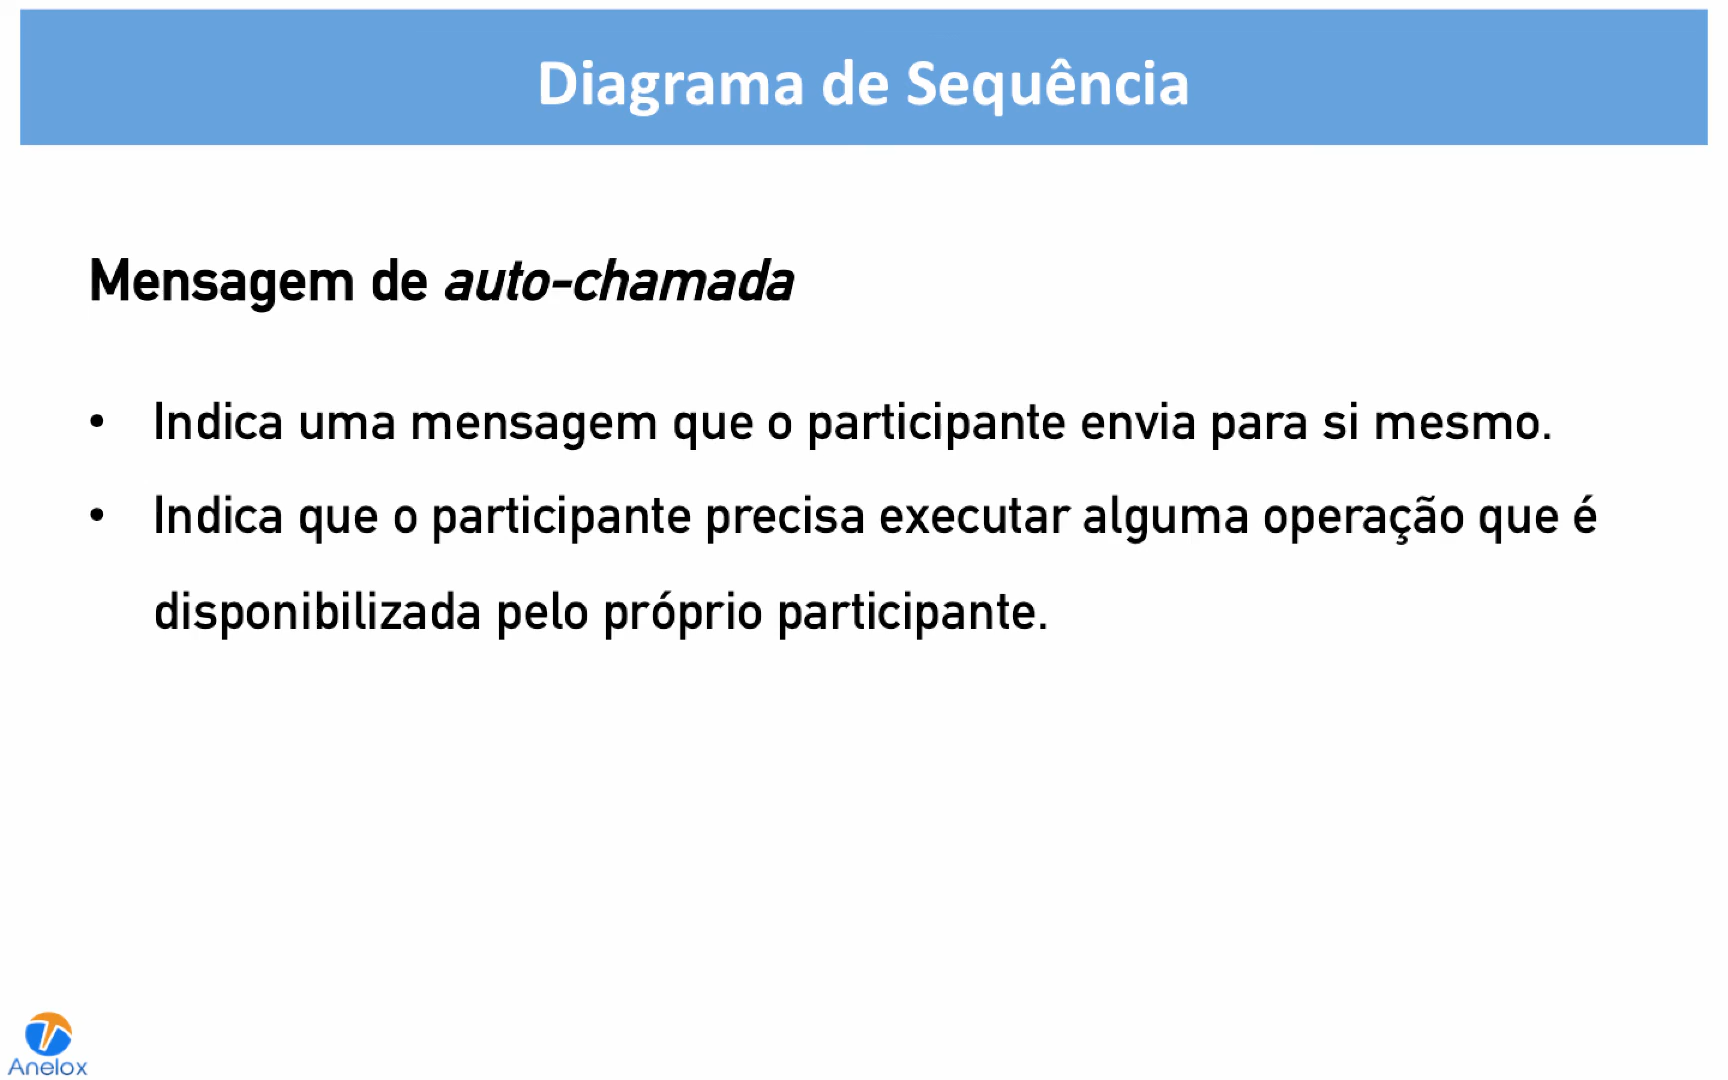 Diagrama de Sequência
Mensagem de auto-chamada
• Indica uma mensagem que o participante envia para si mesmo.
• Indica que o participante precisa executar alguma operação que é
disponibilizada pelo próprio participante.
Anelox